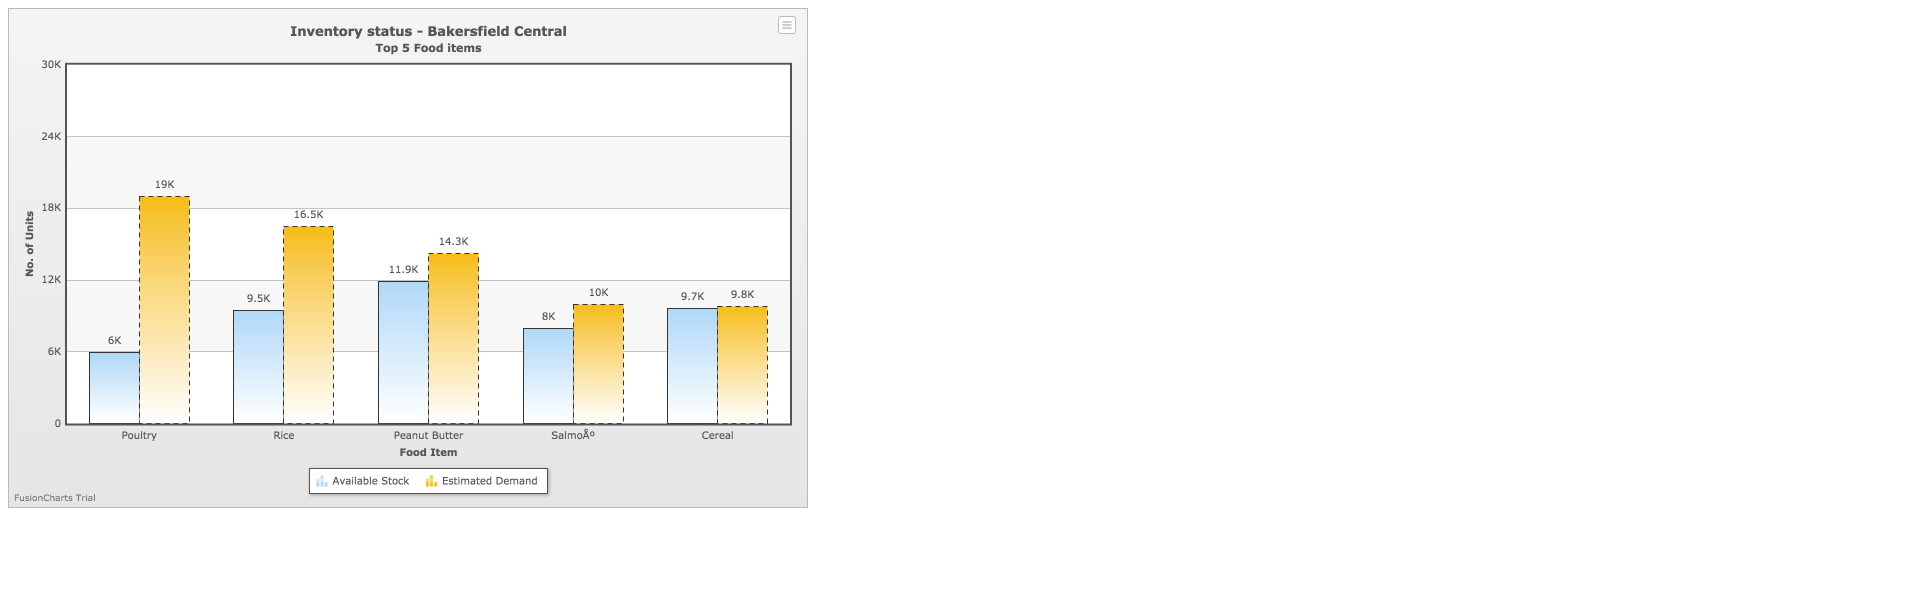 Inventory status - Bakersfield Central
Top 5 Food items
30K
24K
18K
12K
6K
0
No. of Units
6K
19K
9.5K
16.5K
11.9K
14.3K
8K
10K
9.7K
9.8K
Poultry
Rice
Peanut Butter
SalmoÅº
Cereal
Food Item
Available Stock
Estimated Demand
FusionCharts Trial